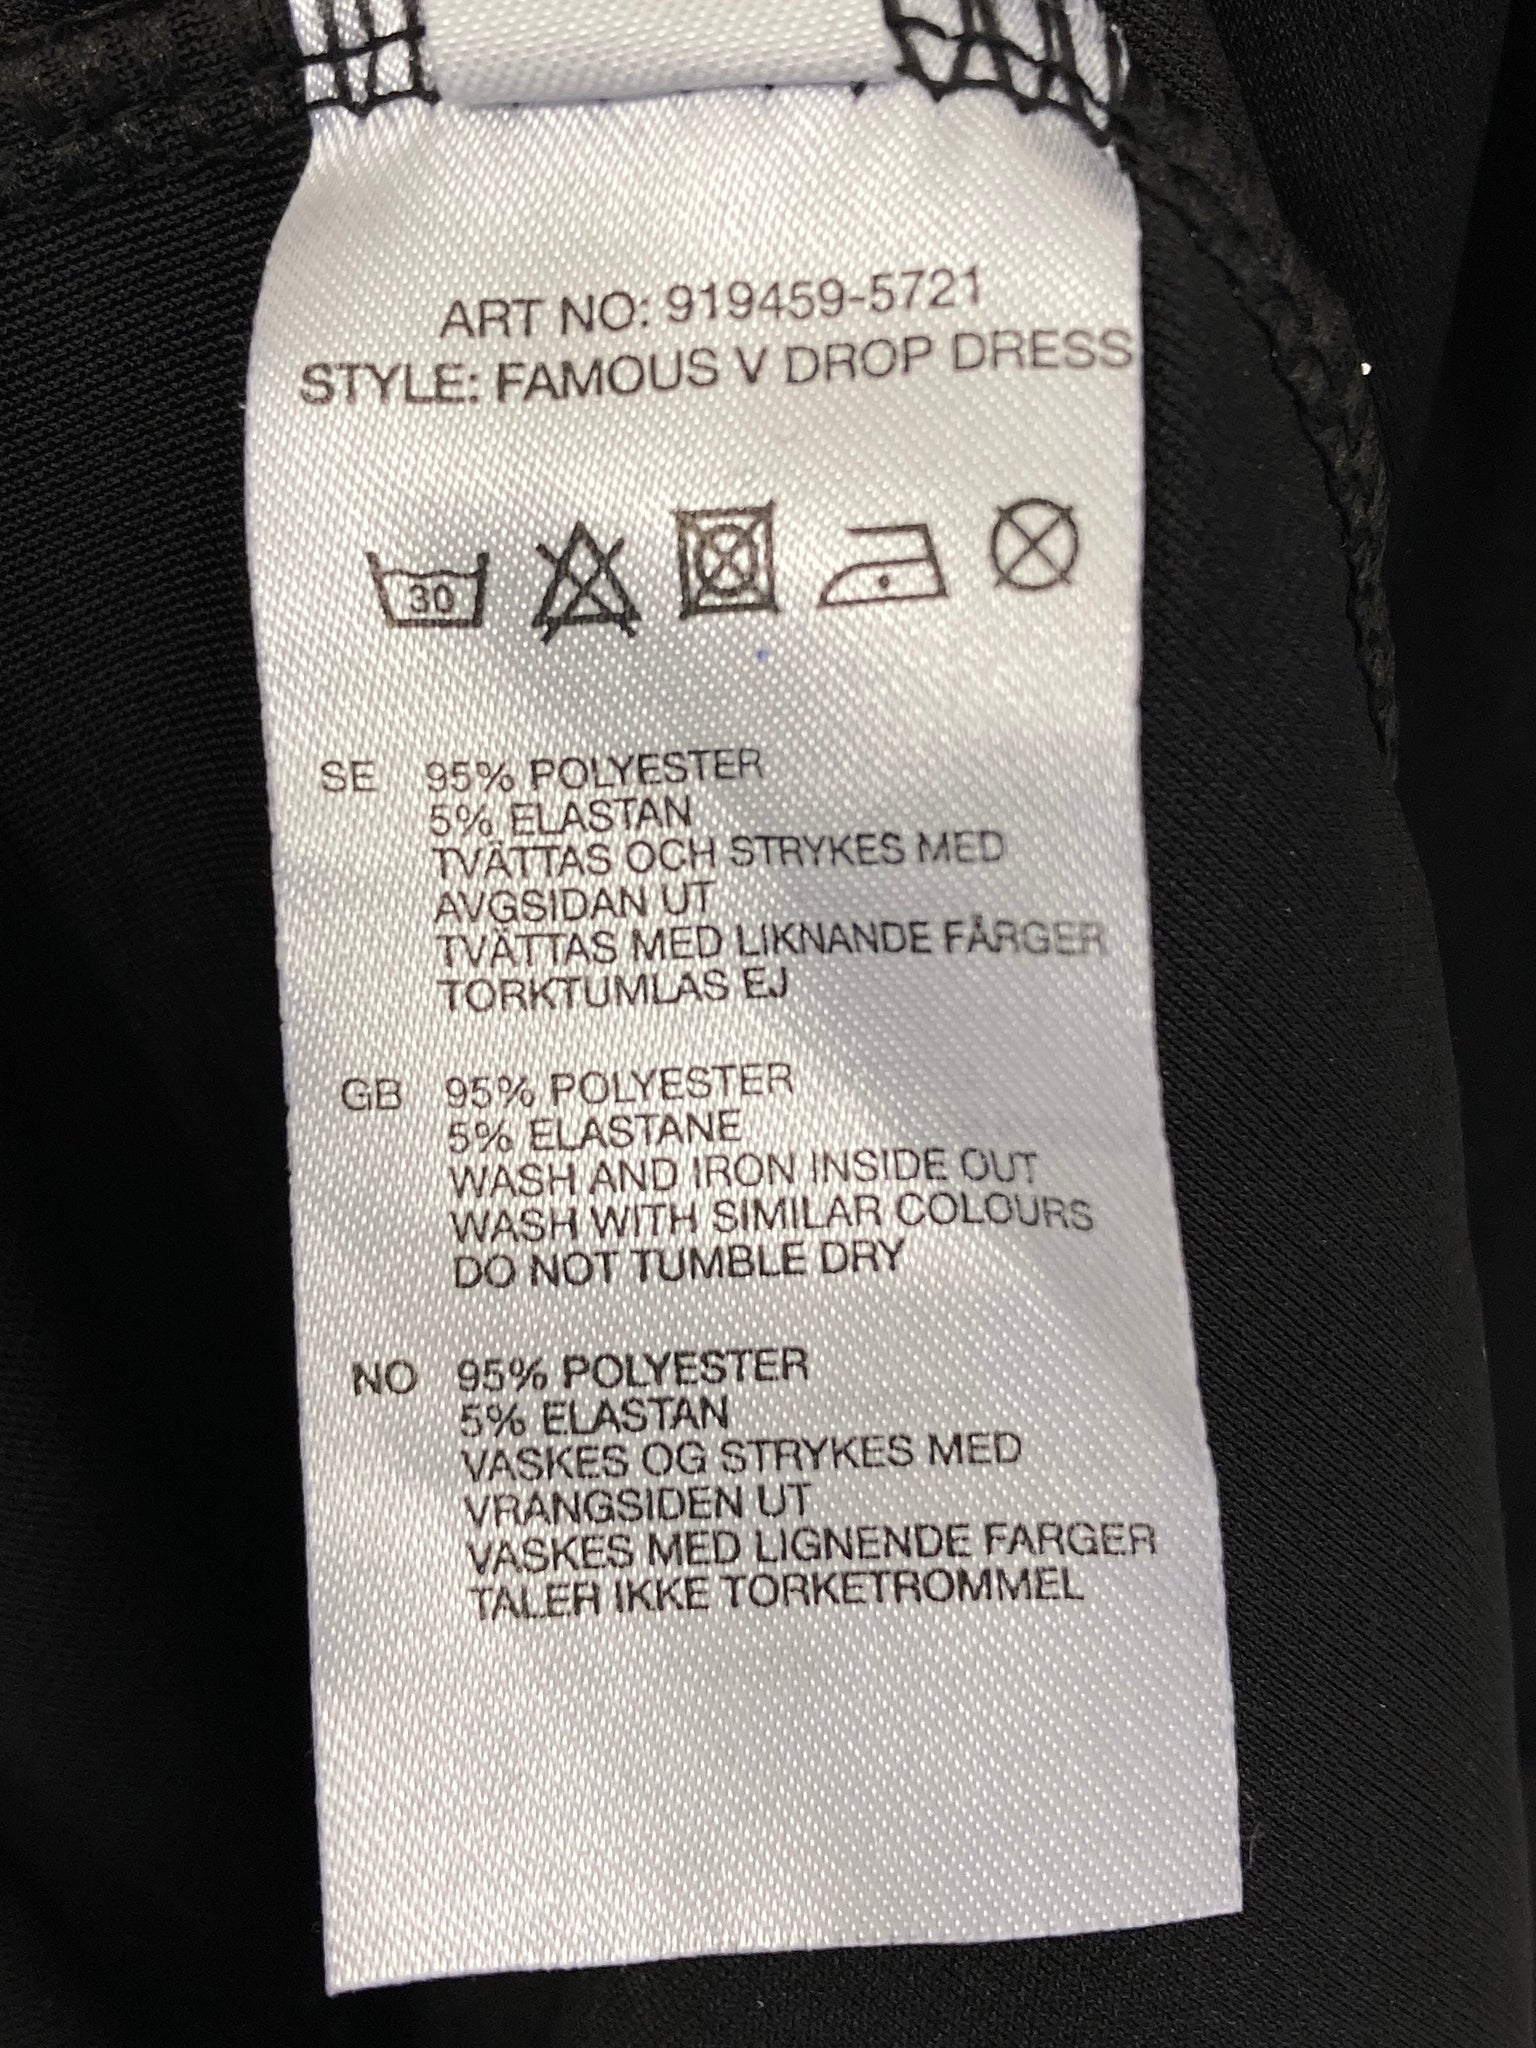 ART NO: 919459-5721
STYLE: FAMOUS V DROP DRESS
30
SE 95% POLYESTER
5% ELASTAN
TVÄTTAS OCH STRYKES MED
AVGSIDAN UT
TVÄTTAS MED LIKNANDE FÄRGER
TORKTUMLAS EJ
GB 95% POLYESTER
5% ELASTANE
WASH AND IRON INSIDE OUT
WASH WITH SIMILAR COLOURS
DO NOT TUMBLE DRY
NO 95% POLYESTER
5% ELASTAN
VASKES OG STRYKES MED
VRANGSIDEN UT
VASKES MED LIGNENDE FARGER
TALER IKKE TORKETROMMEL